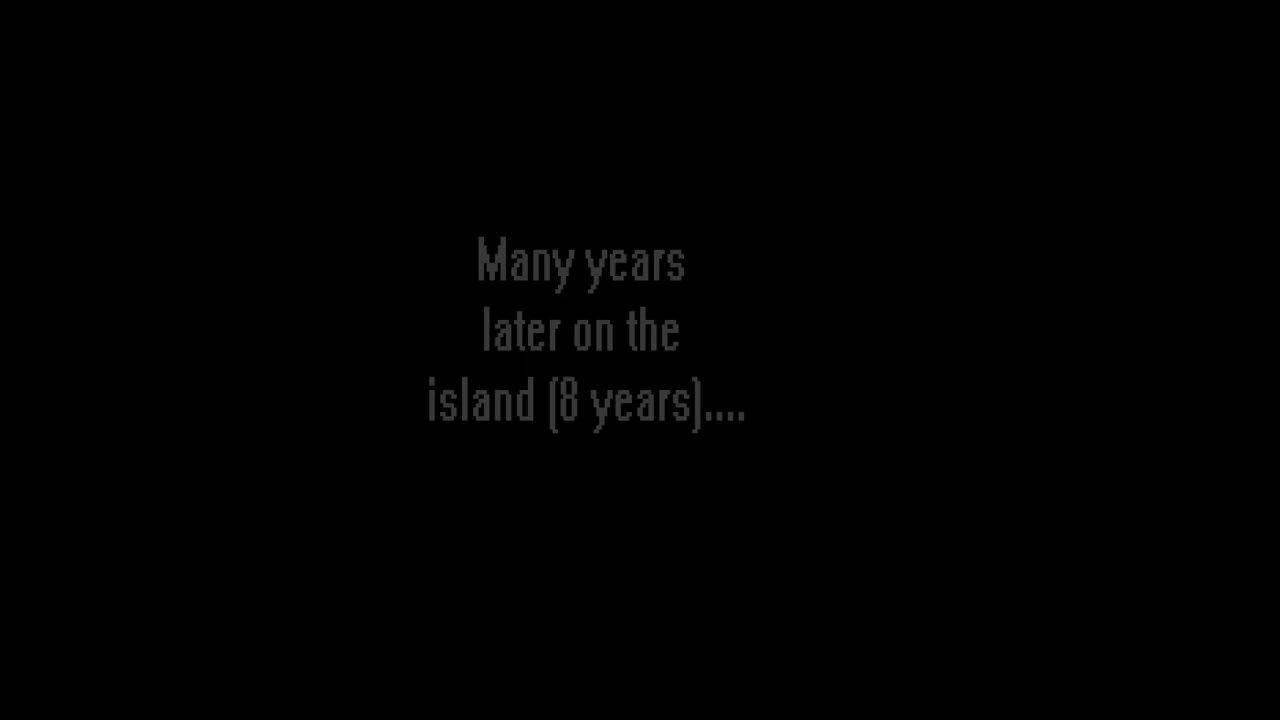 Many years
later on the
island (8 years)....